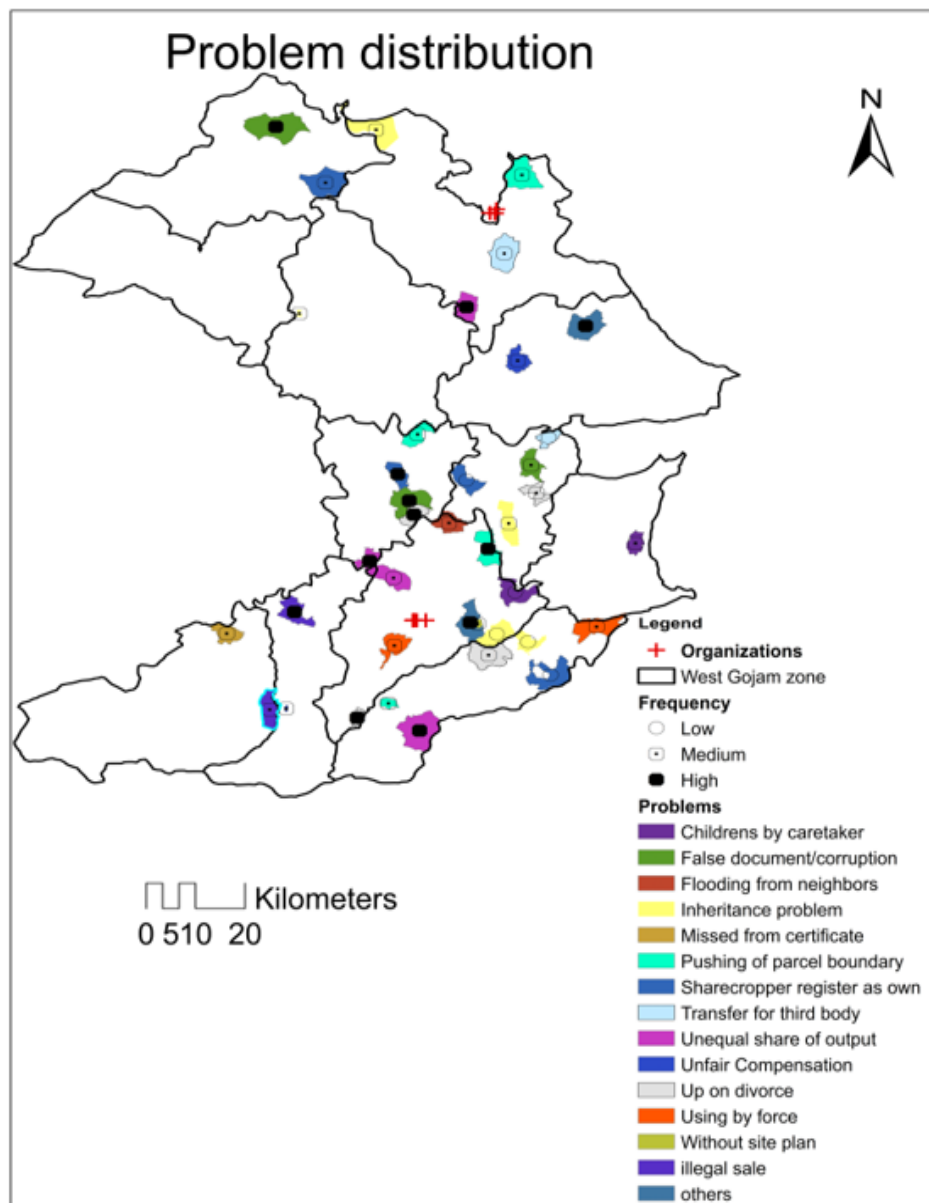 Problem distribution
N
Legend
Organizations
West Gojam zone
Frequency
Low
Medium
High
Problems
Childrens by caretaker
False document/corruption
Flooding from neighbors
Inheritance problem
Missed from certificate
Pushing of parcel boundary
Sharecropper register as own
Transfer for third body
Unequal share of output
Unfair Compensation
Up on divorce
Using by force
Without site plan
illegal sale
others
Kilometers
0 510 20